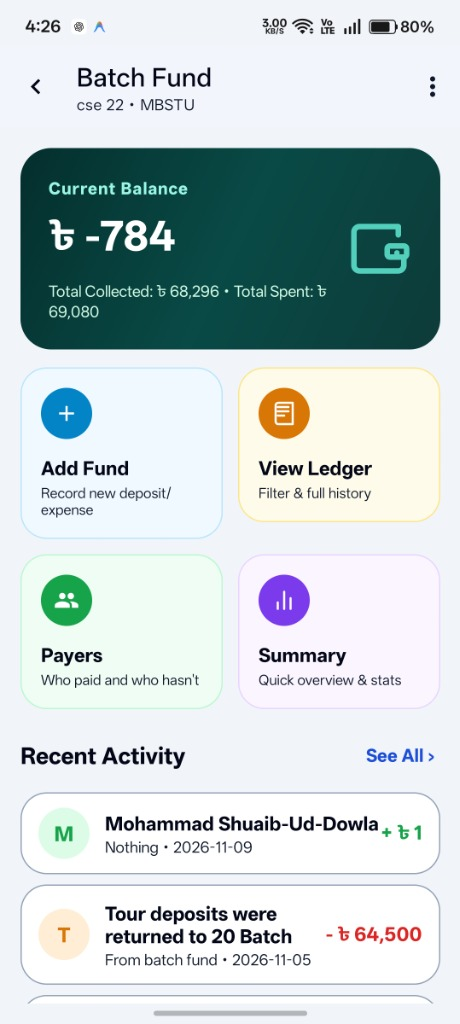 4:26
3.00 KB/S Vo LTE 80%
Batch Fund
cse 22 • MBSTU
Current Balance
৳ -784
Total Collected: ৳ 68,296 • Total Spent: ৳
69,080
Add Fund
Record new deposit/
expense
View Ledger
Filter & full history
Payers
Who paid and who hasn't
Summary
Quick overview & stats
Recent Activity
See All ›
M
Mohammad Shuaib-Ud-Dowla
+ ৳ 1
Nothing • 2026-11-09
T
Tour deposits were
returned to 20 Batch
- ৳ 64,500
From batch fund • 2026-11-05